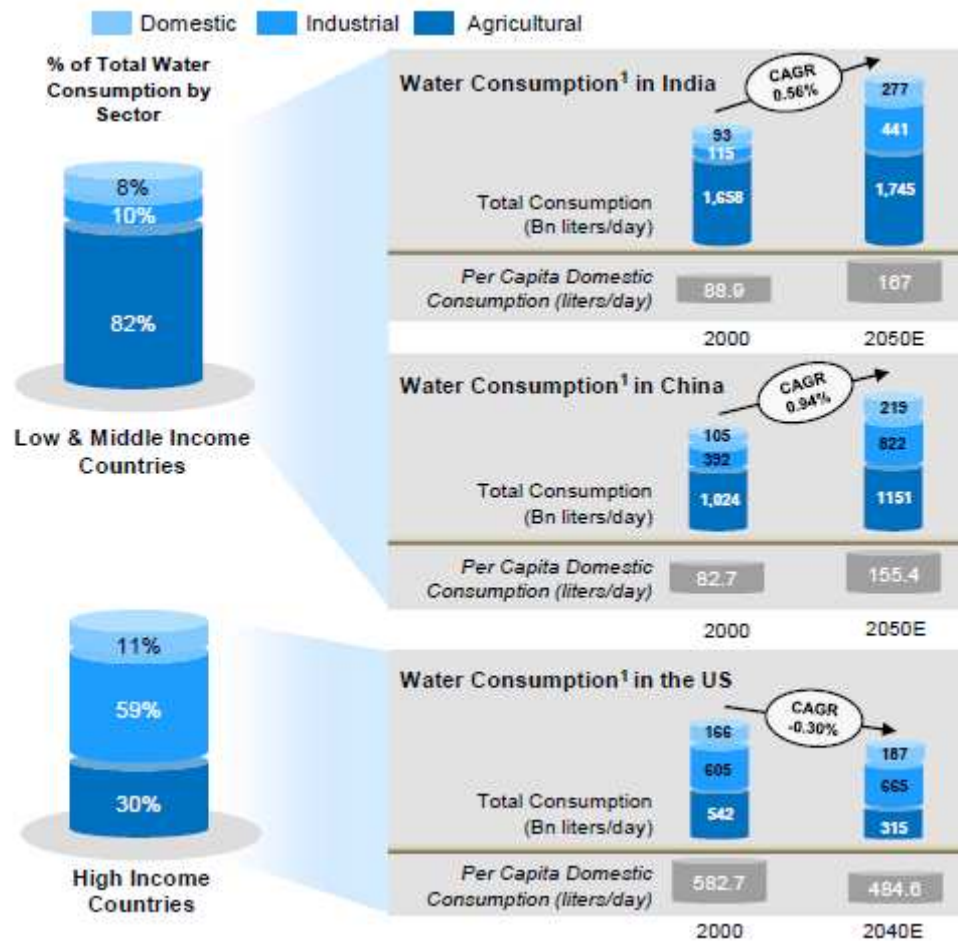 Domestic Industrial Agricultural
% of Total Water
Consumption by
Sector
8%
10%
82%
Low & Middle Income
Countries
11%
59%
30%
High Income
Countries
Water Consumption¹ in India
CAGR
0.56%
93
115
1,658
277
441
1,745
Total Consumption
(Bn liters/day)
Per Capita Domestic
Consumption (liters/day)
88.9
167
2000
2050E
Water Consumption¹ in China
CAGR
0.94%
105
392
1,024
219
822
1151
Total Consumption
(Bn liters/day)
Per Capita Domestic
Consumption (liters/day)
82.7
155.4
2000
2050E
Water Consumption¹ in the US
CAGR
-0.30%
166
605
542
187
665
315
Total Consumption
(Bn liters/day)
Per Capita Domestic
Consumption (liters/day)
582.7
484.6
2000
2040E